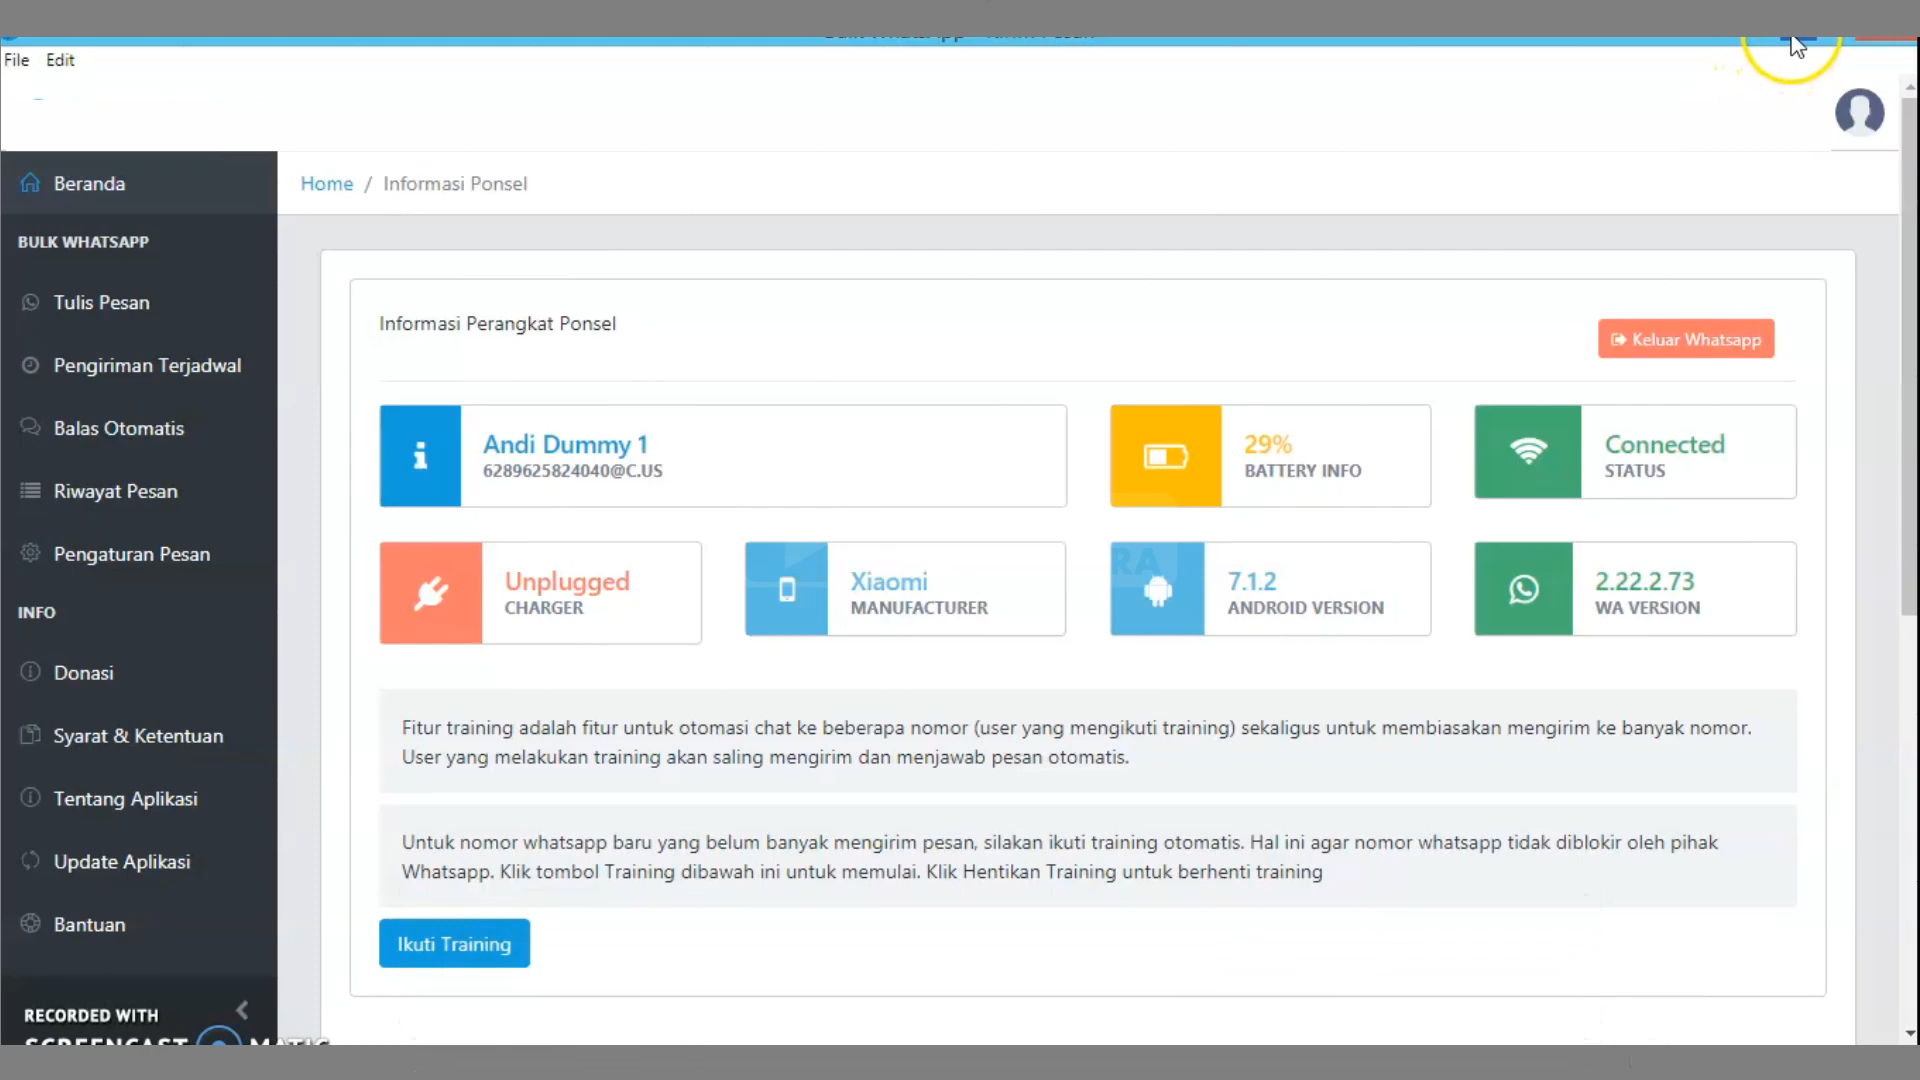 File Edit
Beranda
Home / Informasi Ponsel
BULK WHATSAPP
Tulis Pesan
Pengiriman Terjadwal
Balas Otomatis
Riwayat Pesan
Pengaturan Pesan
INFO
Donasi
Syarat & Ketentuan
Tentang Aplikasi
Update Aplikasi
Bantuan
RECORDED WITH
Informasi Perangkat Ponsel
Keluar Whatsapp
Andi Dummy 1
6289625824040@C.US
29%
BATTERY INFO
Connected
STATUS
Unplugged
CHARGER
Xiaomi
MANUFACTURER
7.1.2
ANDROID VERSION
2.22.2.73
WA VERSION
Fitur training adalah fitur untuk otomasi chat ke beberapa nomor (user yang mengikuti training) sekaligus untuk membiasakan mengirim ke banyak nomor.
User yang melakukan training akan saling mengirim dan menjawab pesan otomatis.
Untuk nomor whatsapp baru yang belum banyak mengirim pesan, silakan ikuti training otomatis. Hal ini agar nomor whatsapp tidak diblokir oleh pihak
Whatsapp. Klik tombol Training dibawah ini untuk memulai. Klik Hentikan Training untuk berhenti training
Ikuti Training